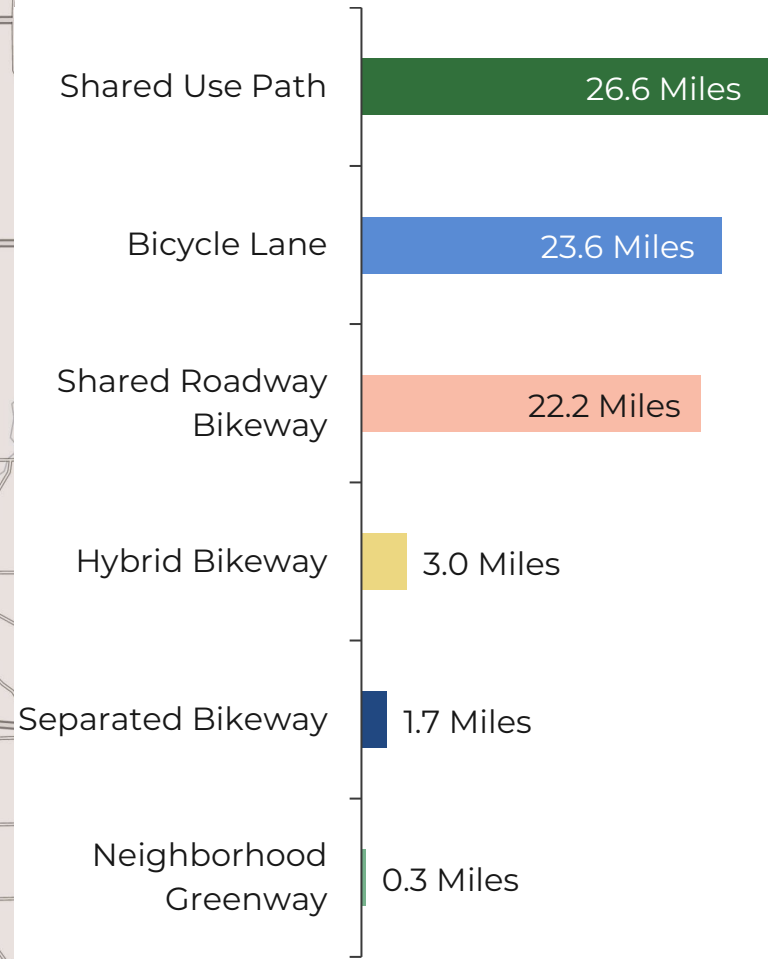 Shared Use Path
26.6 Miles
Bicycle Lane
23.6 Miles
Shared Roadway
Bikeway
22.2 Miles
Hybrid Bikeway
3.0 Miles
Separated Bikeway
1.7 Miles
Neighborhood
Greenway
0.3 Miles